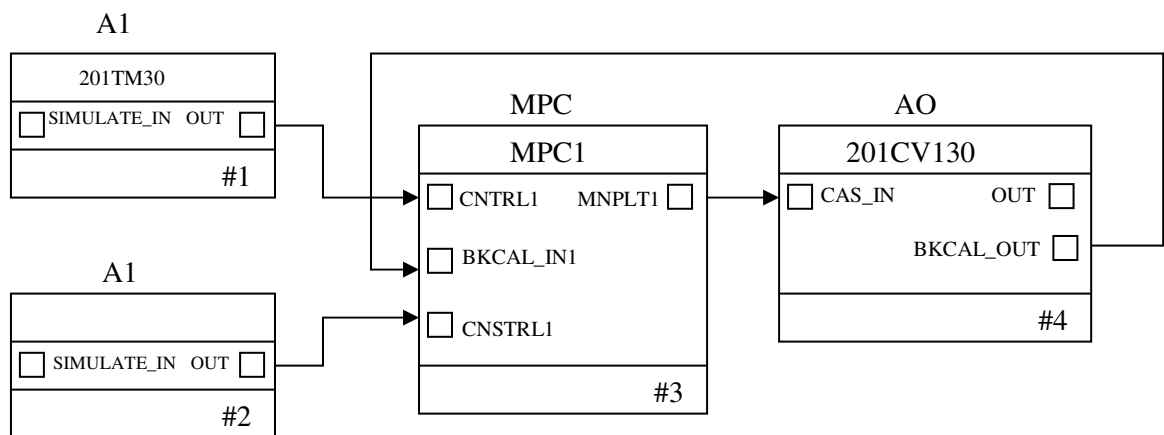 A1
201TM30
SIMULATE_IN OUT
#1
A1
SIMULATE_IN OUT
#2
MPC
MPC1
CNTRL1 MNPLT1
BKCAL_IN1
CNSTRL1
#3
AO
201CV130
CAS_IN OUT
BKCAL_OUT
#4